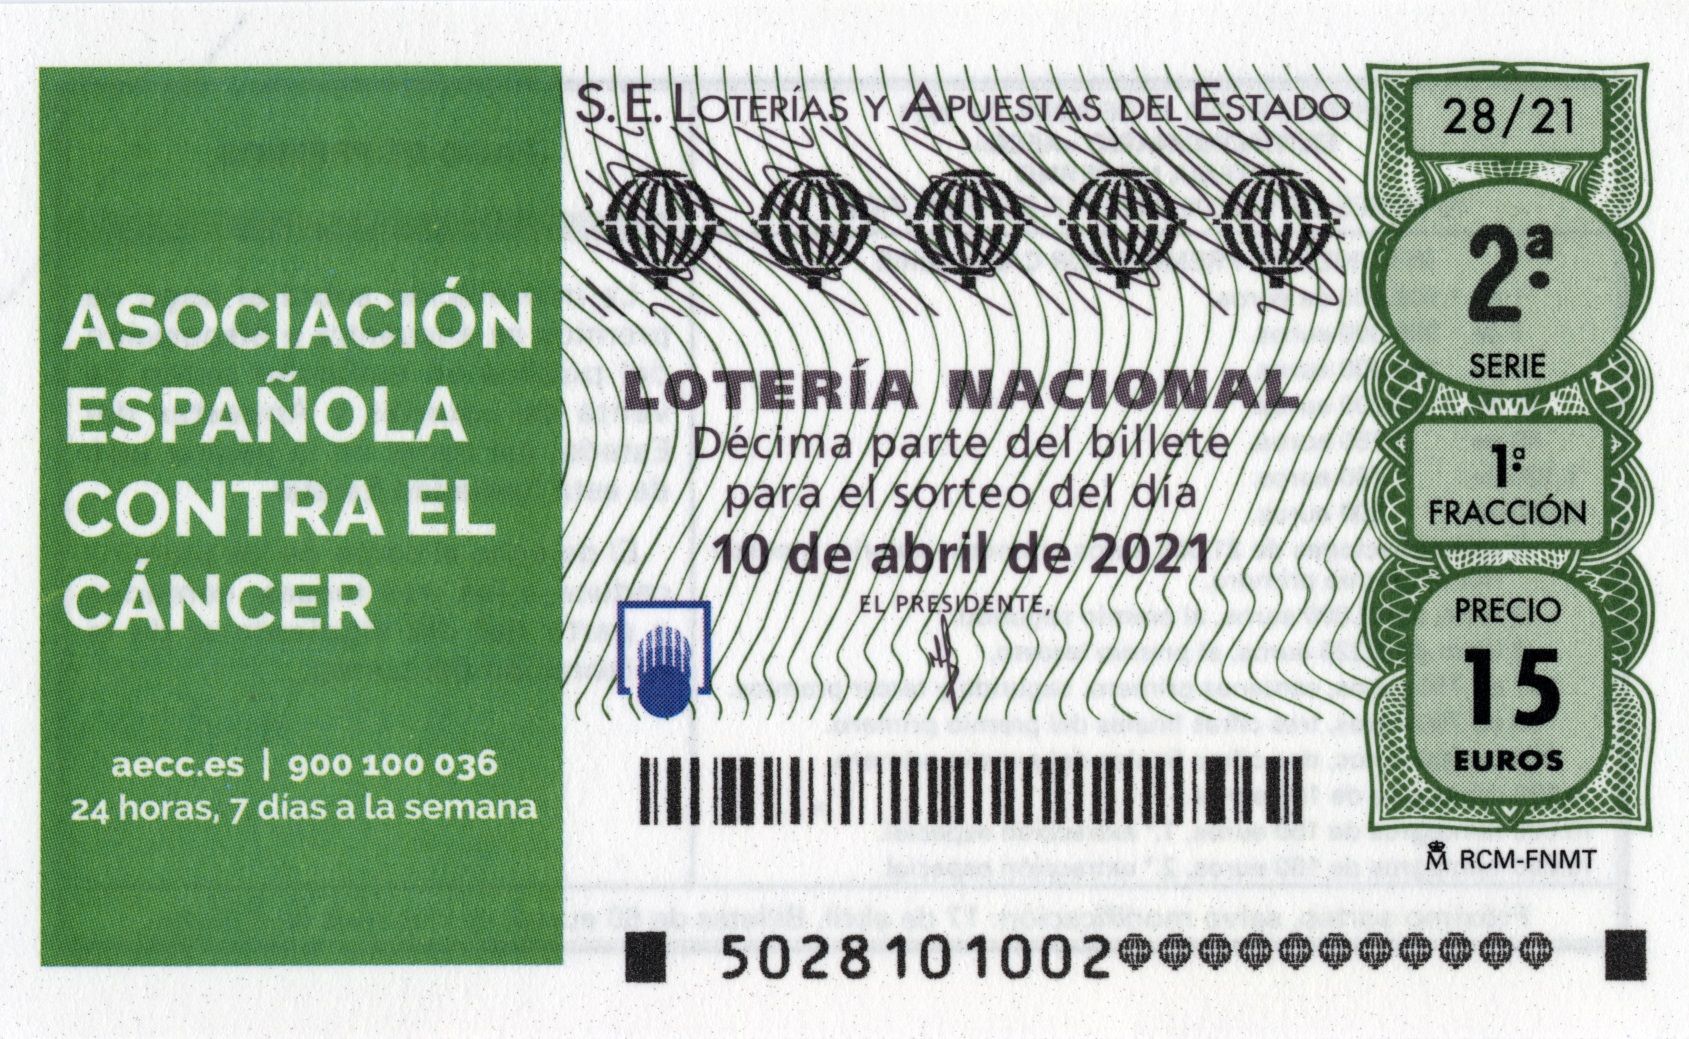 ASOCIACIÓN
ESPAÑOLA
CONTRA EL
CÁNCER
aecc.es | 900 100 036
24 horas, 7 días a la semana
S.E. LOTERÍAS Y APUESTAS DEL ESTADO
LOTERÍA NACIONAL
Décima parte del billete
para el sorteo del día
10 de abril de 2021
EL PRESIDENTE,
28/21
2ª
SERIE
1ª
FRACCIÓN
PRECIO
15
EUROS
M RCM-FNMT
5028101002